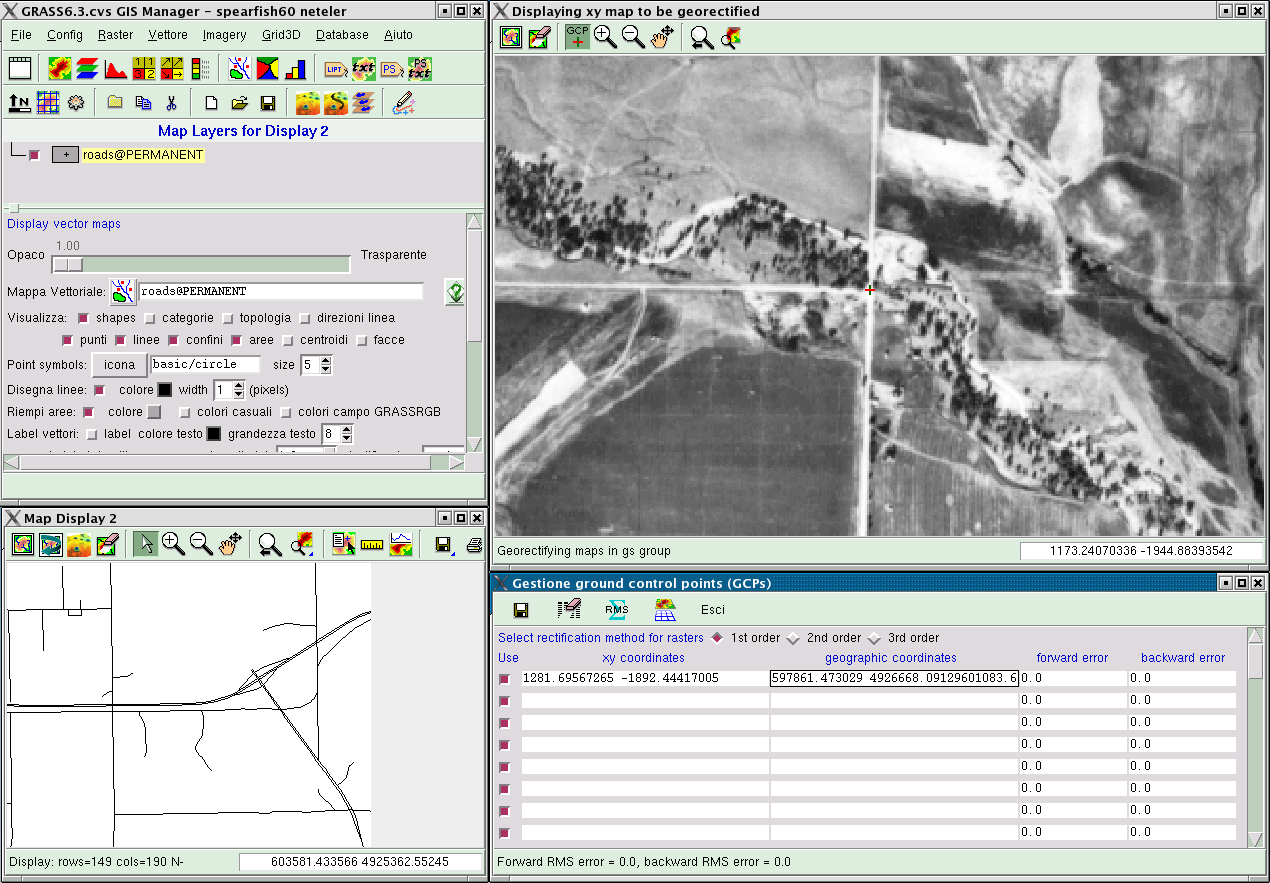 GRASS6.3.cvs GIS Manager - spearfish60 neteler
File Config Raster Vettore Imagery Grid3D Database Aiuto
Map Layers for Display 2
+ roads@PERMANENT
Display vector maps
1.00
Opaco Trasparente
Mappa Vettoriale: roads@PERMANENT
Visualizza: shapes categorie topologia direzioni linea
punti linee confini aree centroidi facce
Point symbols: icona basic/circle size 5
Disegna linee: colore width 1 (pixels)
Riempi aree: colore colori casuali colori campo GRASSRGB
Label vettori: label colore testo grandezza testo 8
Map Display 2
Display: rows=149 cols=190 N-
603581.433566 4925362.55245
Displaying xy map to be georectified
GCP
Georectifying maps in gs group
1173.24070336 -1944.88393542
Gestione ground control points (GCPs)
RMS Esci
Select rectification method for rasters 1st order 2nd order 3rd order
Use xy coordinates geographic coordinates forward error backward error
1281.69567265 -1892.44417005 597861.473029 4926668.09129601083.6 0.0 0.0
0.0 0.0
0.0 0.0
0.0 0.0
0.0 0.0
0.0 0.0
0.0 0.0
0.0 0.0
Forward RMS error = 0.0, backward RMS error = 0.0